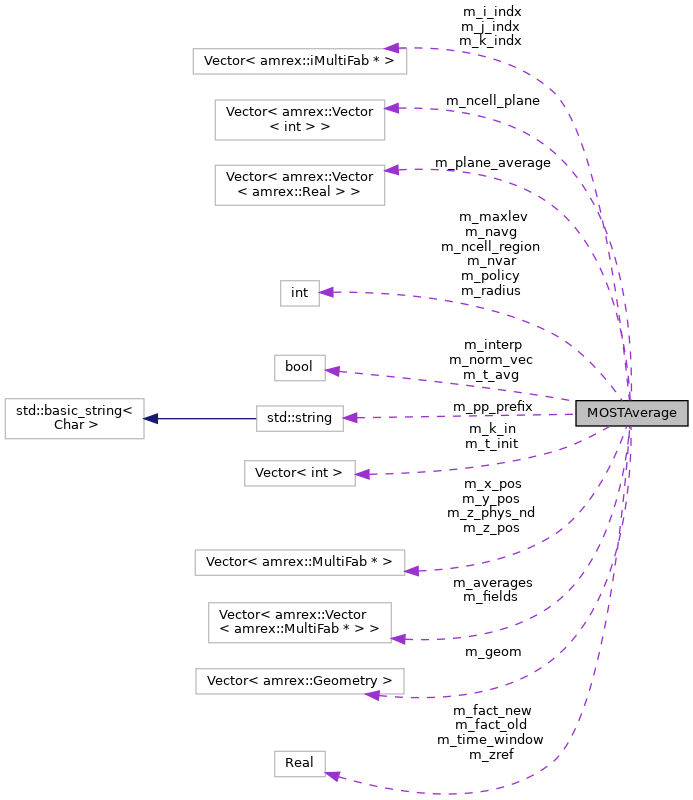 m_i_indx
m_j_indx
m_k_indx
Vector< amrex::iMultiFab * >
m_ncell_plane
Vector< amrex::Vector
< int > >
m_plane_average
Vector< amrex::Vector
< amrex::Real > >
m_maxlev
m_navg
m_ncell_region
m_nvar
m_policy
m_radius
int
m_interp
m_norm_vec
m_t_avg
bool
std::basic_string<
Char >
std::string
m_pp_prefix
MOSTAverage
m_k_in
m_t_init
Vector< int >
m_x_pos
m_y_pos
m_z_phys_nd
m_z_pos
Vector< amrex::MultiFab * >
m_averages
m_fields
Vector< amrex::Vector
< amrex::MultiFab * > >
m_geom
Vector< amrex::Geometry >
m_fact_new
m_fact_old
m_time_window
m_zref
Real